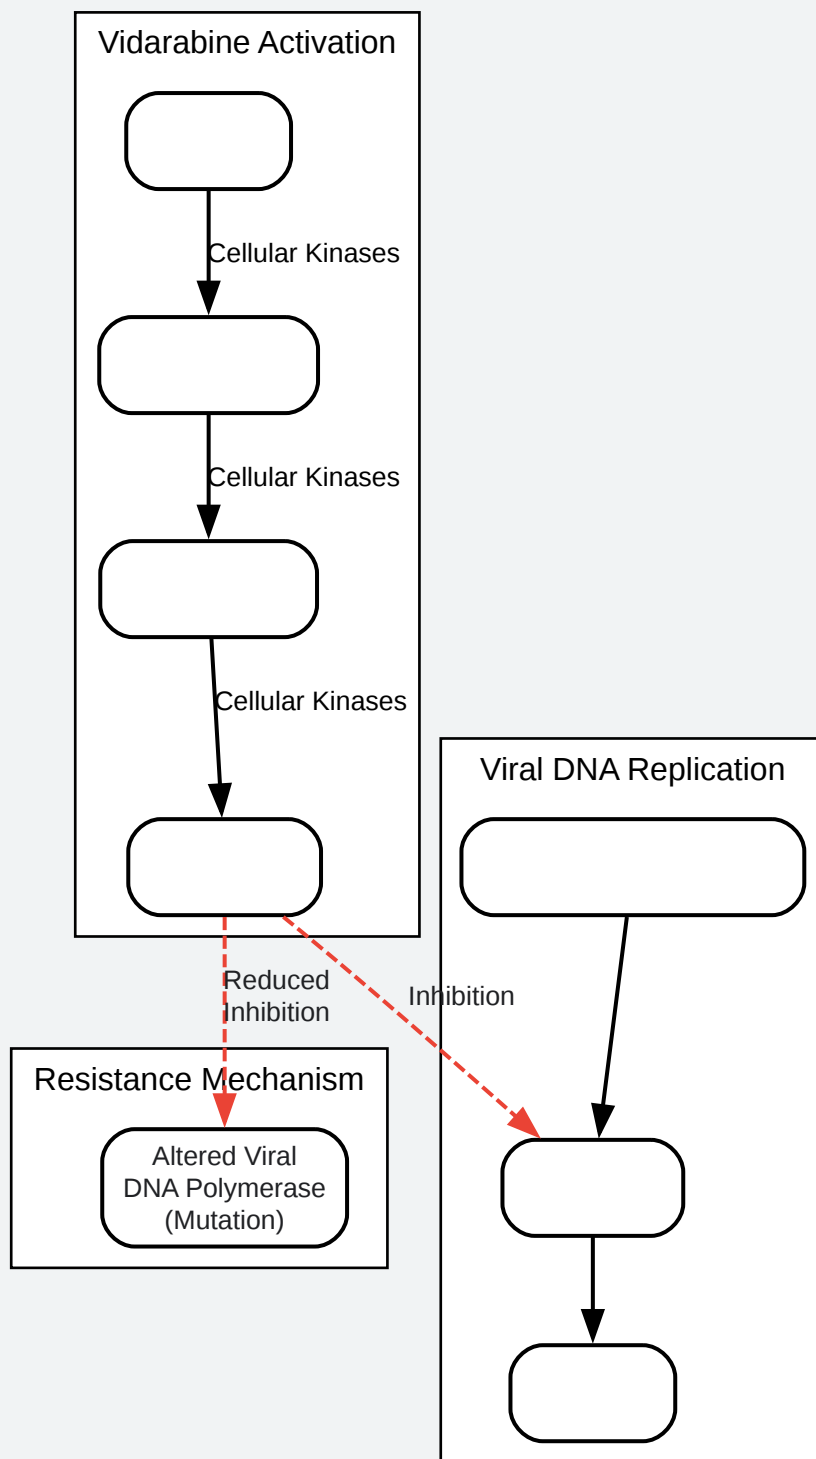 Vidarabine Activation
Cellular Kinases
Cellular Kinases
Cellular Kinases
Viral DNA Replication
Reduced
Inhibition
Inhibition
Resistance Mechanism
Altered Viral
DNA Polymerase
(Mutation)